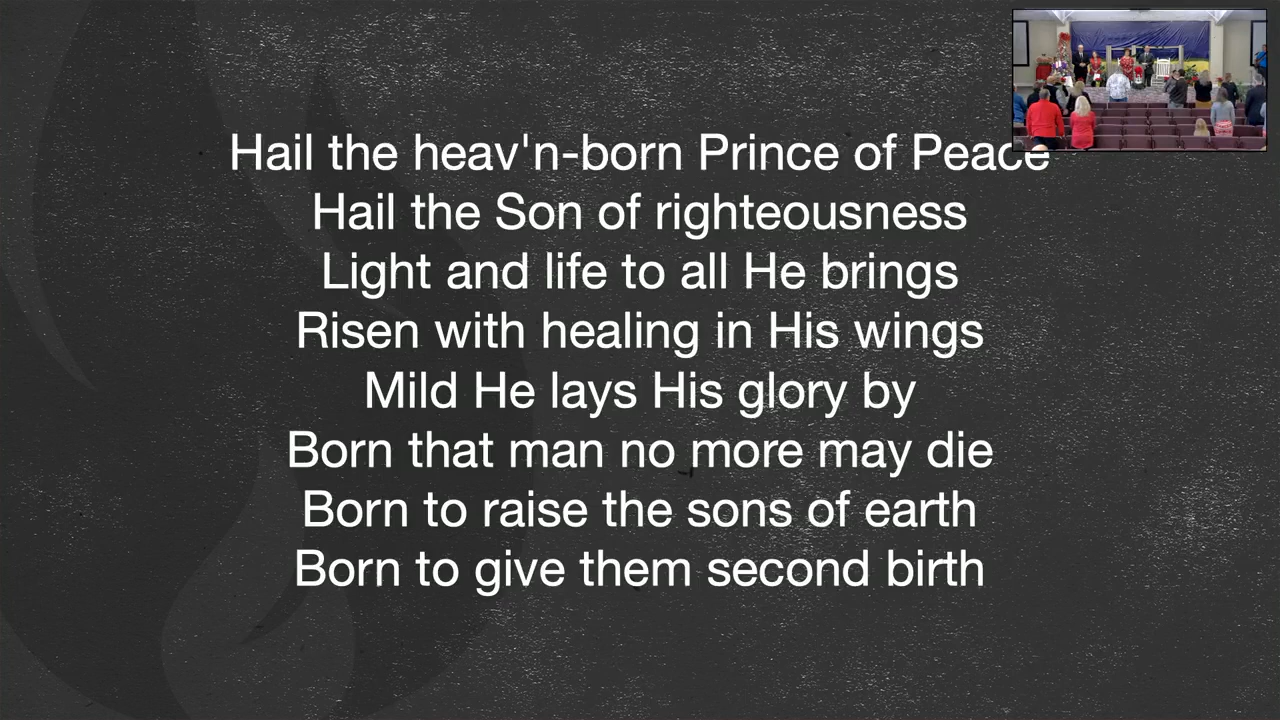 Hail the heav'n-born Prince of Peace
Hail the Son of righteousness
Light and life to all He brings
Risen with healing in His wings
Mild He lays His glory by
Born that man no more may die
Born to raise the sons of earth
Born to give them second birth